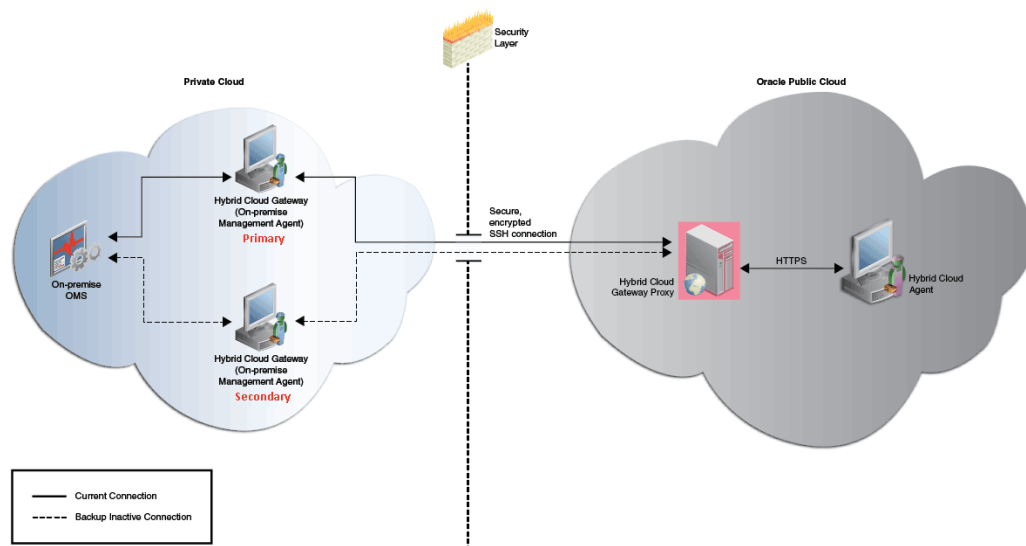 Security
Layer
Private Cloud
Oracle Public Cloud
Hybrid Cloud Gateway
(On-premise
Management Agent)
Primary
Secure,
encrypted
SSH connection
On-premise
OMS
HTTPS
Hybrid Cloud
Gateway Proxy
Hybrid Cloud
Agent
Hybrid Cloud Gateway
(On-premise
Management Agent)
Secondary
Current Connection
Backup Inactive Connection